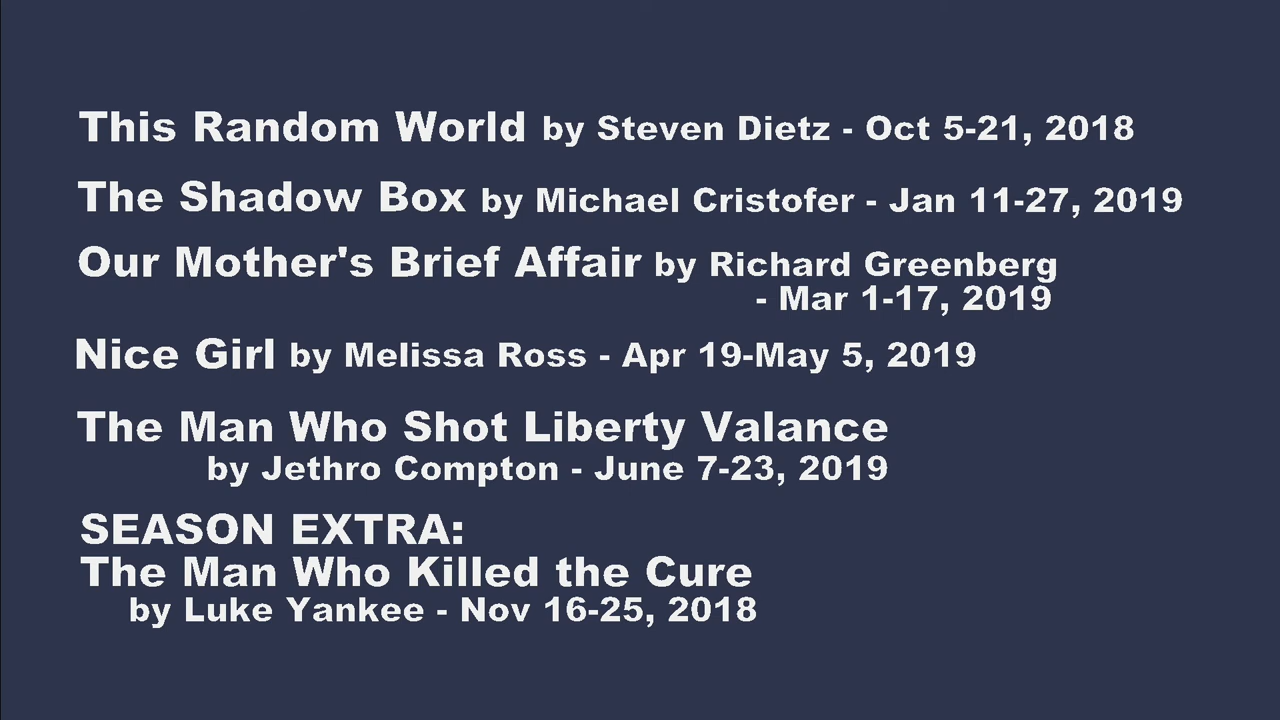 This Random World by Steven Dietz - Oct 5-21, 2018
The Shadow Box by Michael Cristofer - Jan 11-27, 2019
Our Mother's Brief Affair by Richard Greenberg
- Mar 1-17, 2019
Nice Girl by Melissa Ross - Apr 19-May 5, 2019
The Man Who Shot Liberty Valance
by Jethro Compton - June 7-23, 2019
SEASON EXTRA:
The Man Who Killed the Cure
by Luke Yankee - Nov 16-25, 2018